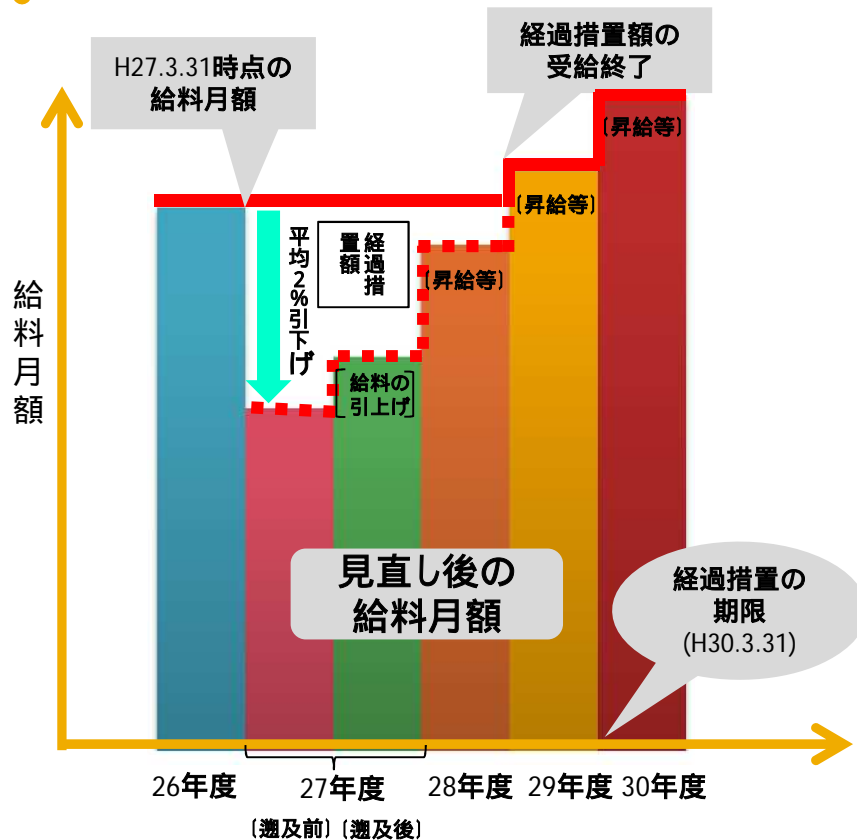 H27.3.31時点の
給料月額
経過措置額の
受給終了
(昇給等)
(昇給等)
経過措
置額
平均2%引下げ
(昇給等)
給料月額
[給料の
引上げ]
見直し後の
給料月額
経過措置の
期限
(H30.3.31)
26年度
27年度
28年度
29年度
30年度
(遡及前)
(遡及後)